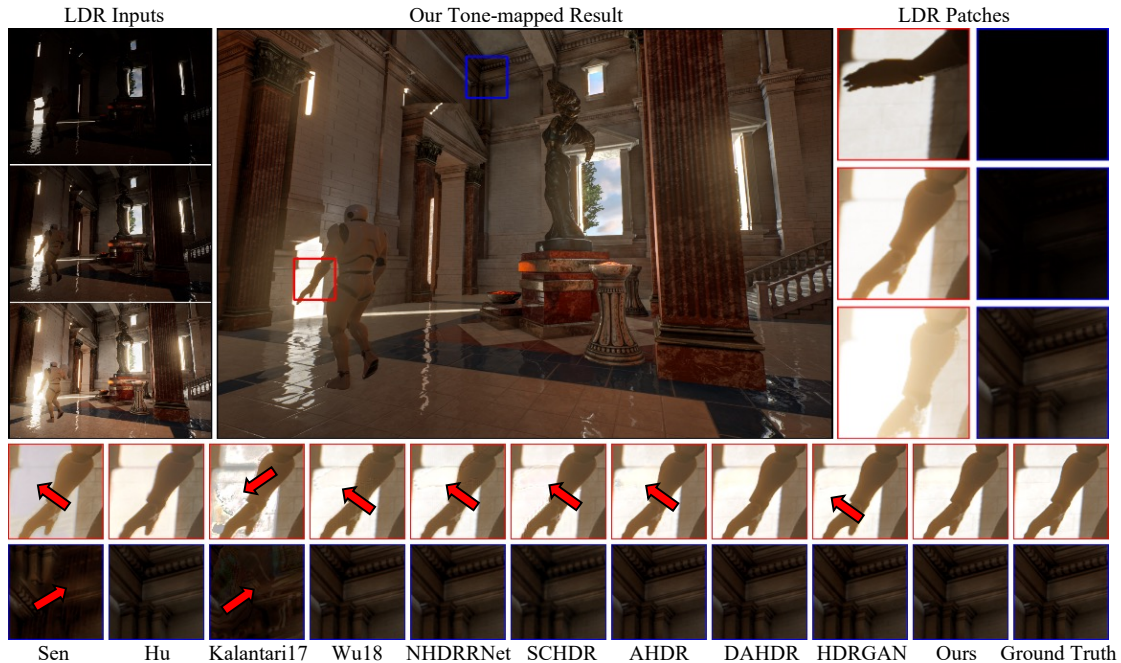 LDR Inputs
Our Tone-mapped Result
LDR Patches
Sen Hu Kalantari17 Wu18 NHDRRNet SCHDR AHDR DAHDR HDRGAN Ours Ground Truth